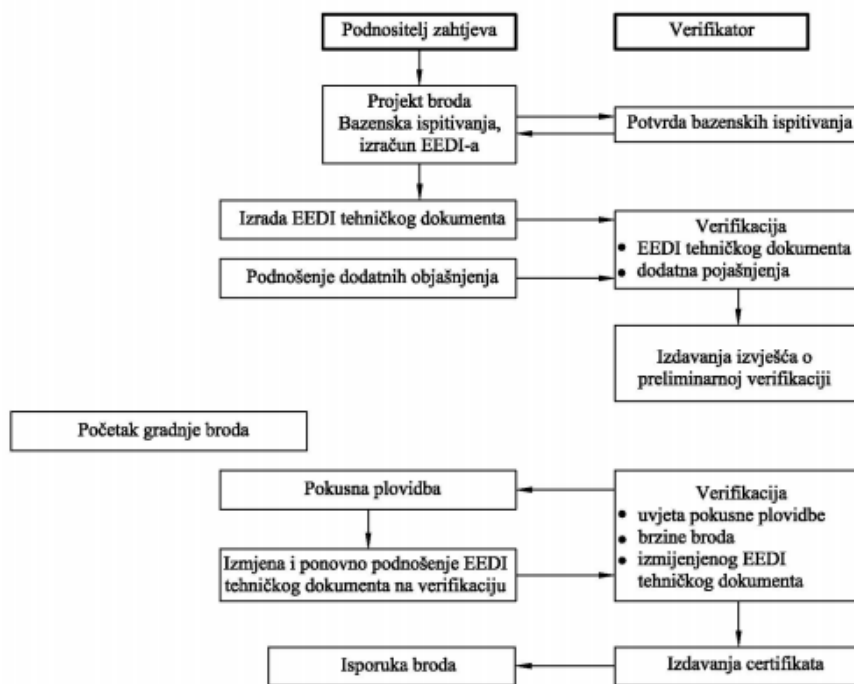 Podnositelj zahtjeva
Verifikator
Projekt broda
Bazenska ispitivanja,
izračun EEDI-a
Potvrda bazenskih ispitivanja
Izrada EEDI tehničkog dokumenta
Verifikacija
• EEDI tehničkog dokumenta
• dodatna pojašnjenja
Podnošenje dodatnih objašnjenja
Izdavanja izvješća o
preliminarnoj verifikaciji
Početak gradnje broda
Pokusna plovidba
Verifikacija
• uvjeta pokusne plovidbe
• brzine broda
• izmijenjenog EEDI
tehničkog dokumenta
Izmjena i ponovno podnošenje EEDI
tehničkog dokumenta na verifikaciju
Isporuka broda
Izdavanja certifikata